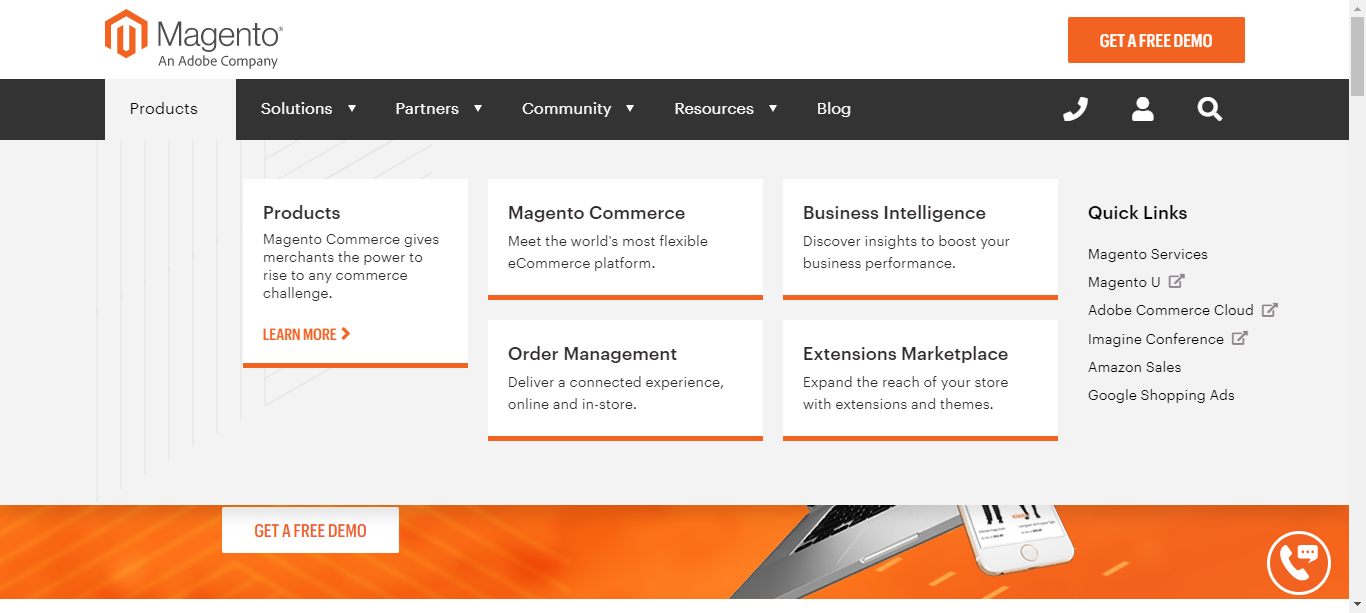 Magento®
An Adobe Company
GET A FREE DEMO
Products
Solutions
Partners
Community
Resources
Blog
Products
Magento Commerce gives
merchants the power to
rise to any commerce
challenge.
LEARN MORE
Magento Commerce
Meet the world's most flexible
eCommerce platform.
Business Intelligence
Discover insights to boost your
business performance.
Order Management
Deliver a connected experience,
online and in-store.
Extensions Marketplace
Expand the reach of your store
with extensions and themes.
Quick Links
Magento Services
Magento U
Adobe Commerce Cloud
Imagine Conference
Amazon Sales
Google Shopping Ads
GET A FREE DEMO